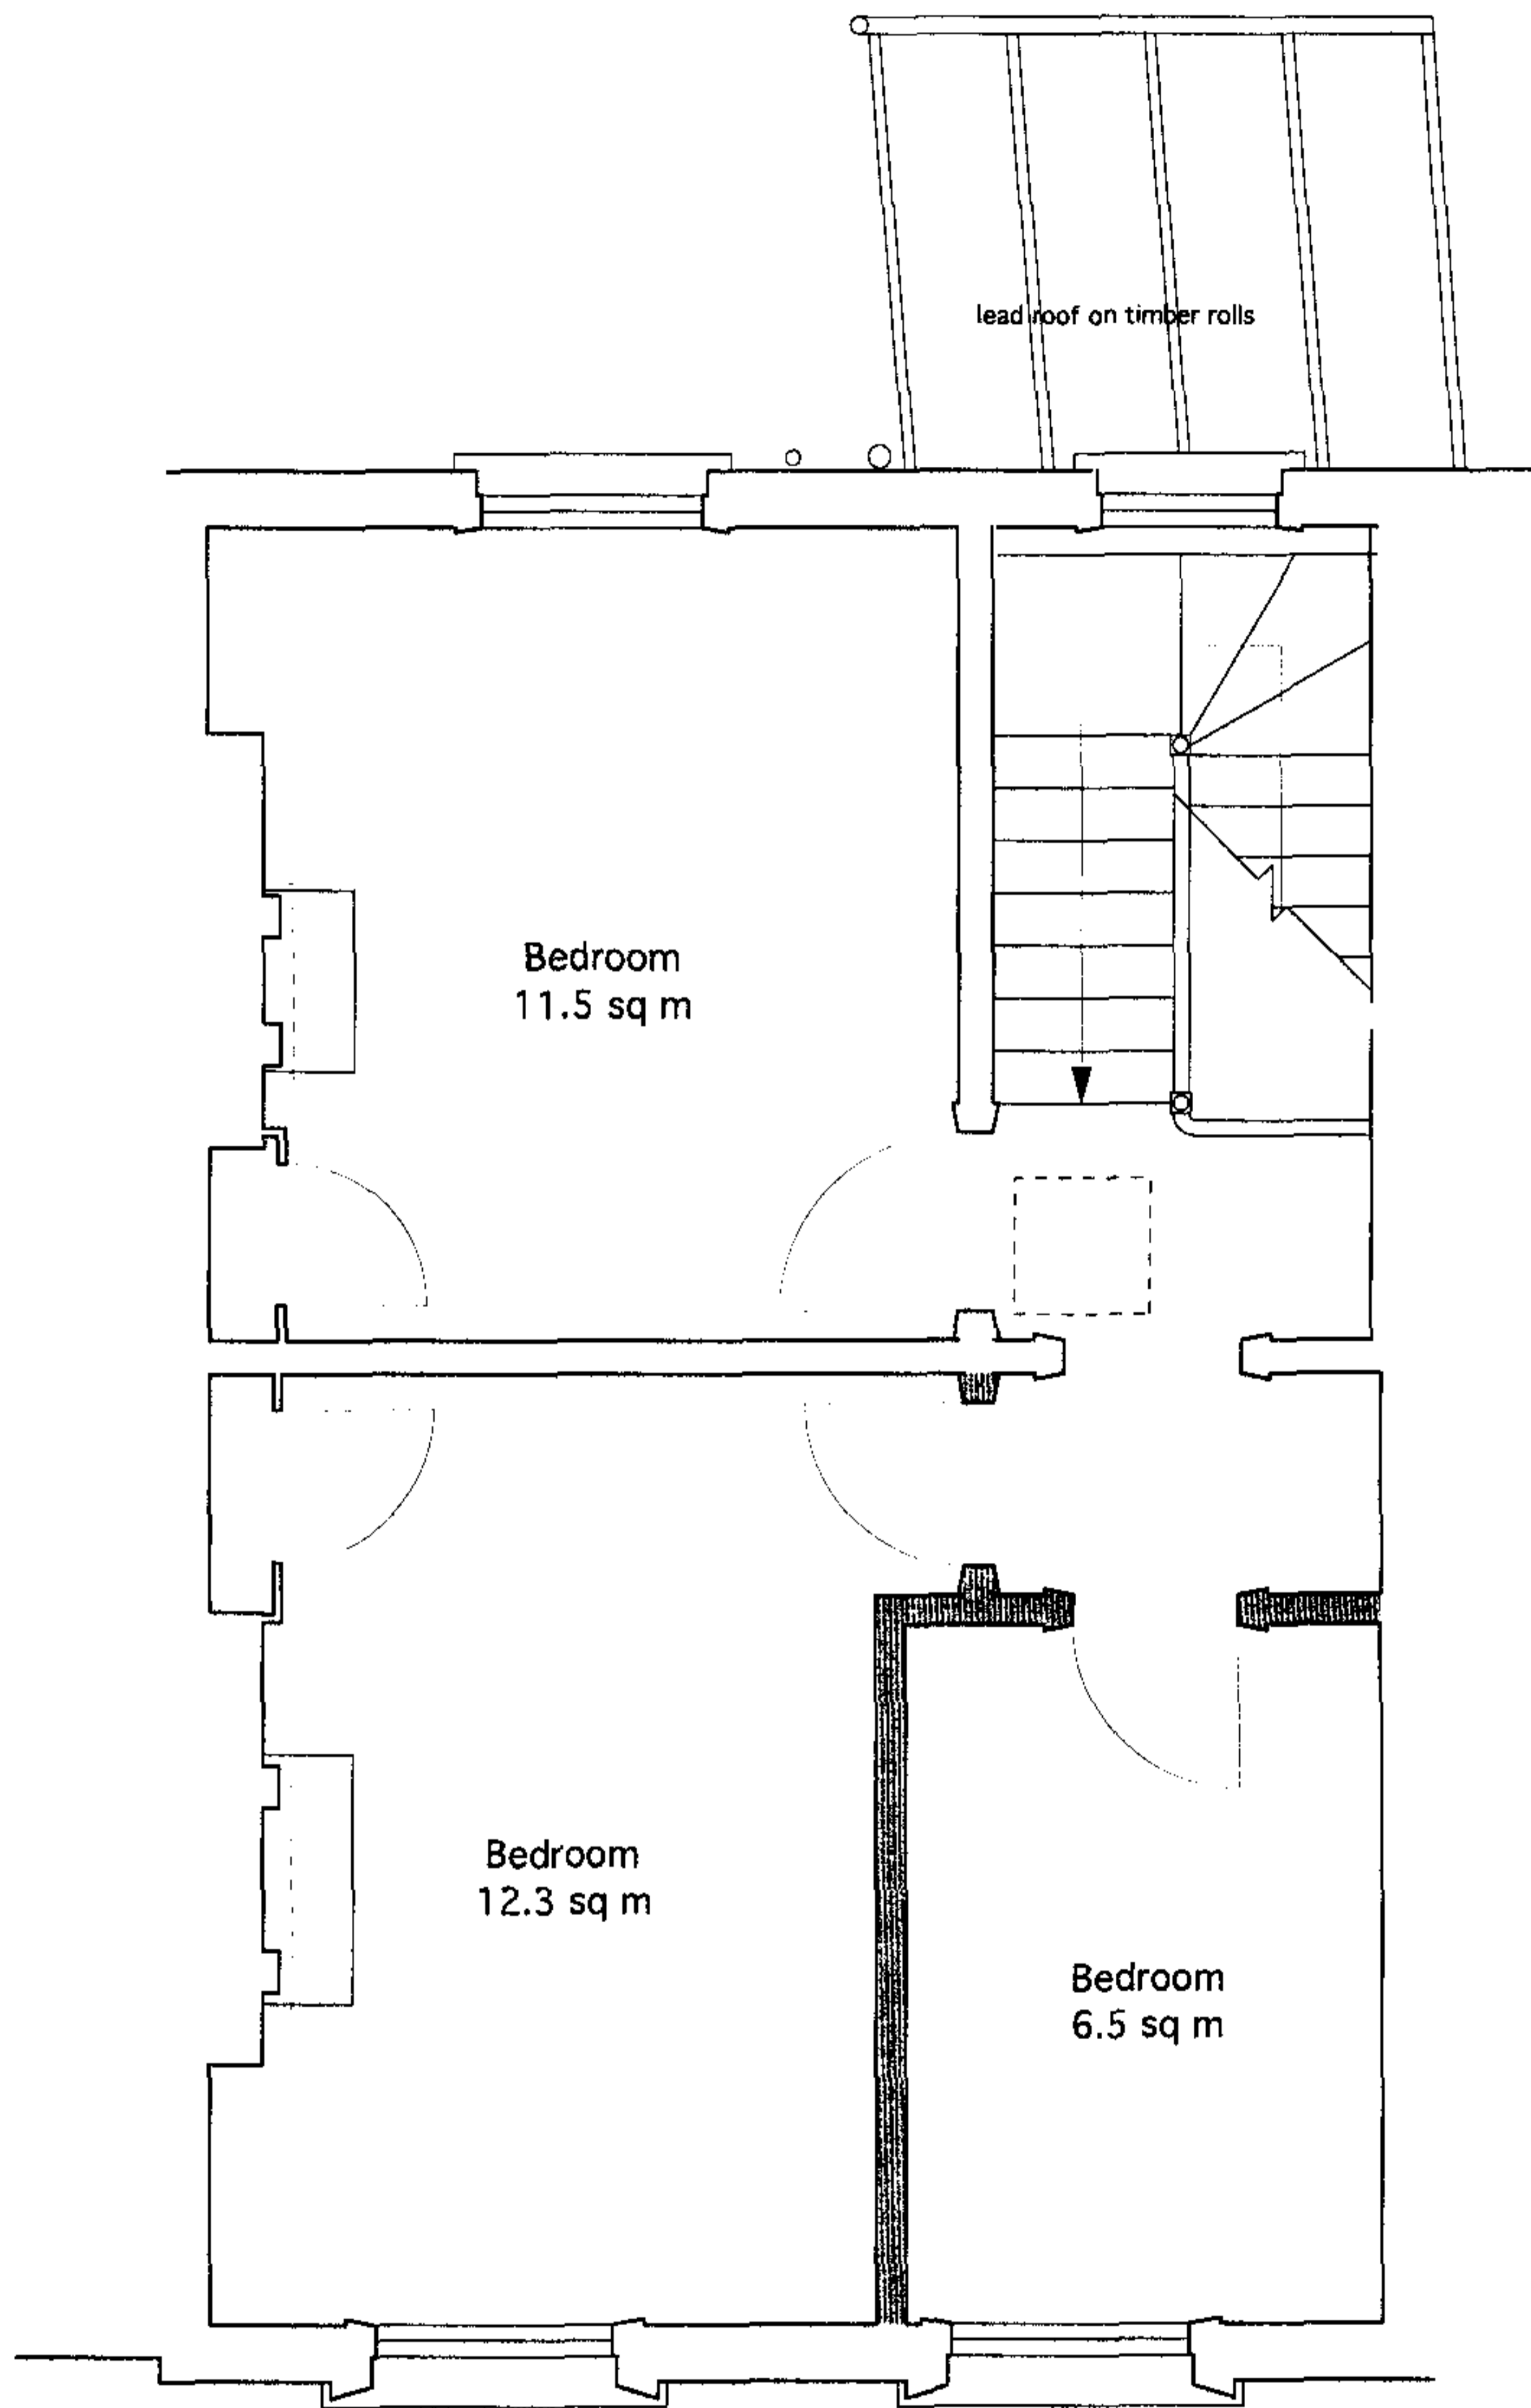 lead roof on timber rolls
Bedroom
11.5 sq m
Bedroom
12.3 sq m
Bedroom
6.5 sq m